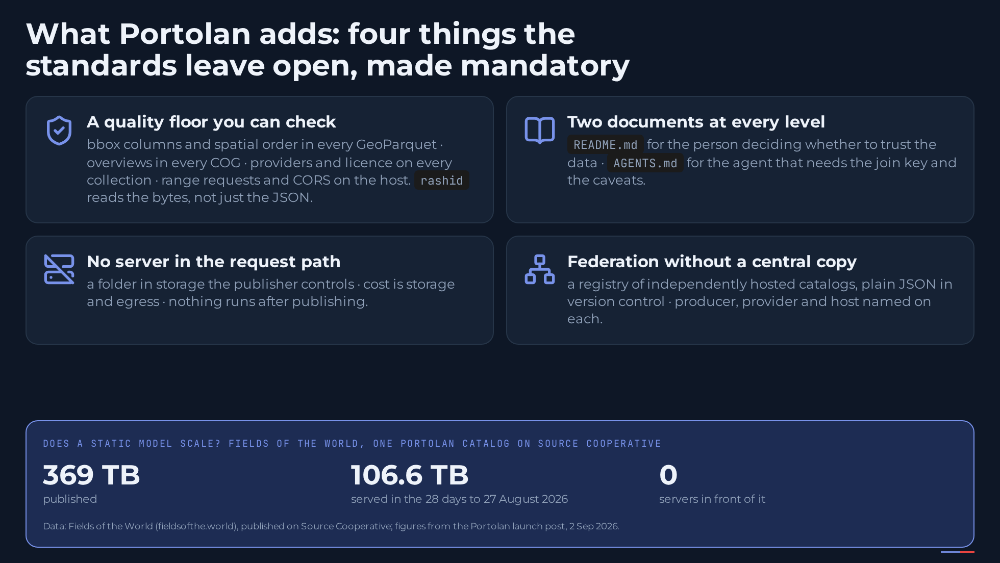 What Portolan adds: four things the
standards leave open, made mandatory
A quality floor you can check
bbox columns and spatial order in every GeoParquet ·
overviews in every COG · providers and licence on every
collection · range requests and CORS on the host. rashid
reads the bytes, not just the JSON.
Two documents at every level
README.md for the person deciding whether to trust the
data · AGENTS.md for the agent that needs the join key and
the caveats.
No server in the request path
a folder in storage the publisher controls · cost is storage
and egress · nothing runs after publishing.
Federation without a central copy
a registry of independently hosted catalogs, plain JSON in
version control · producer, provider and host named on
each.
DOES A STATIC MODEL SCALE? FIELDS OF THE WORLD, ONE PORTOLAN CATALOG ON SOURCE COOPERATIVE
369 TB
published
106.6 TB
served in the 28 days to 27 August 2026
0
servers in front of it
Data: Fields of the World (fieldsofthe.world), published on Source Cooperative; figures from the Portolan launch post, 2 Sep 2026.